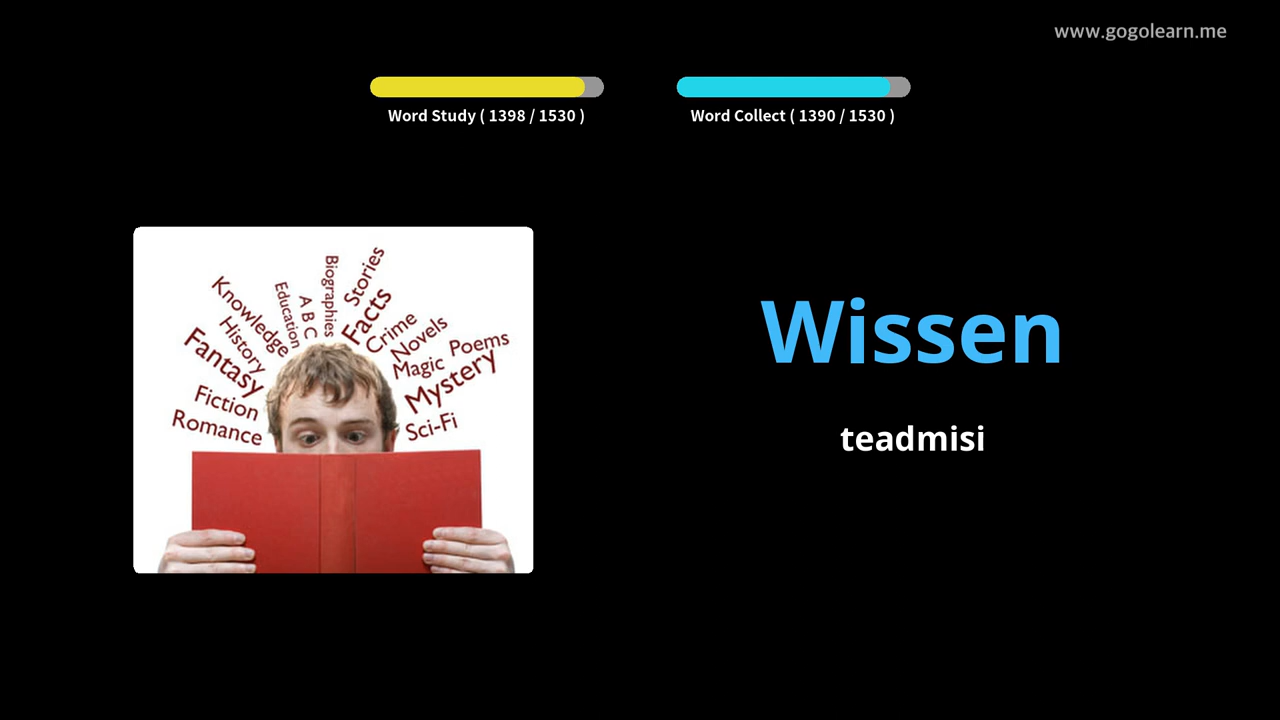 www.gogolearn.me
Word Study ( 1398 / 1530 )
Word Collect ( 1390 / 1530 )
Romance
Fiction
Fantasy
History
Knowledge
Education
A B C
Biographies
Stories
Facts
Crime
Novels
Magic
Poems
Mystery
Sci-Fi
Wissen
teadmisi